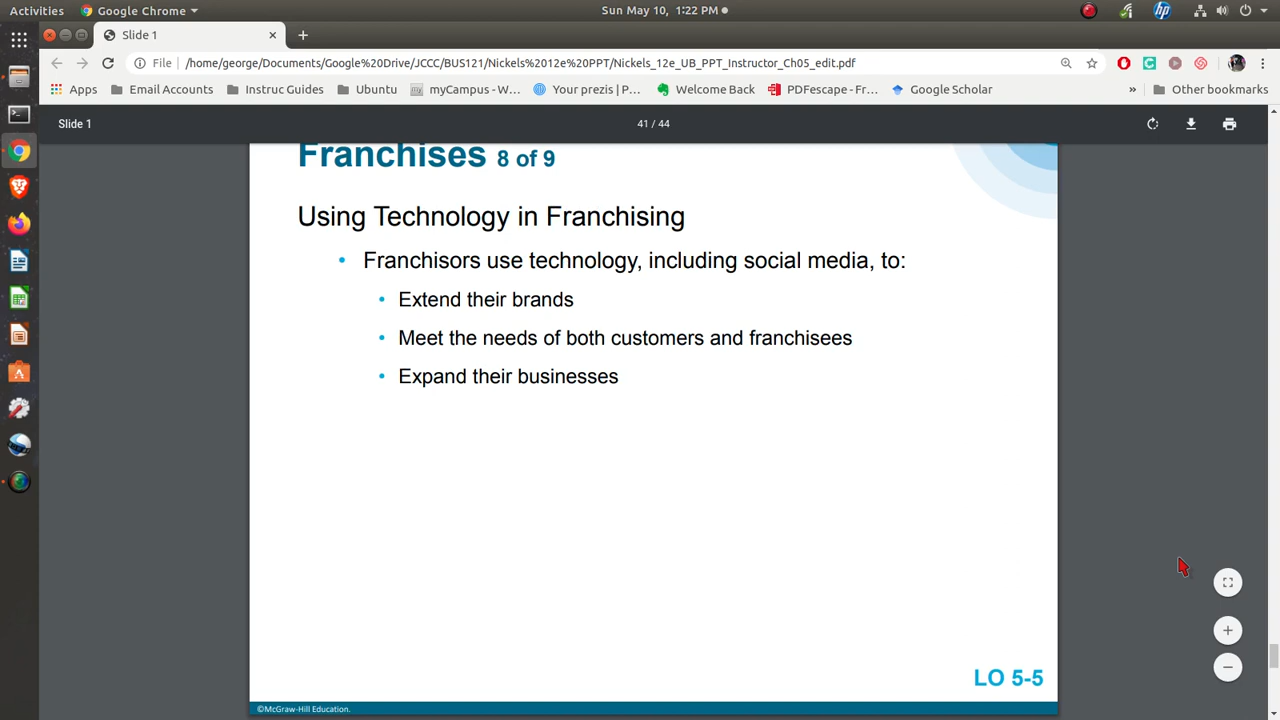 Activities
Google Chrome
Sun May 10, 1:22 PM
Slide 1
File
/home/george/Documents/Google%20Drive/JCCC/BUS121/Nickels%2012e%20PPT/Nickels_12e_UB_PPT_Instructor_Ch05_edit.pdf
Apps
Email Accounts
Instruc Guides
Ubuntu
myCampus - W...
Your prezis | P...
Welcome Back
PDFescape - Fr...
Google Scholar
»
Other bookmarks
Slide 1
41 / 44
Franchises 8 of 9
Using Technology in Franchising
• Franchisors use technology, including social media, to:
• Extend their brands
• Meet the needs of both customers and franchisees
• Expand their businesses
LO 5-5
©McGraw-Hill Education.